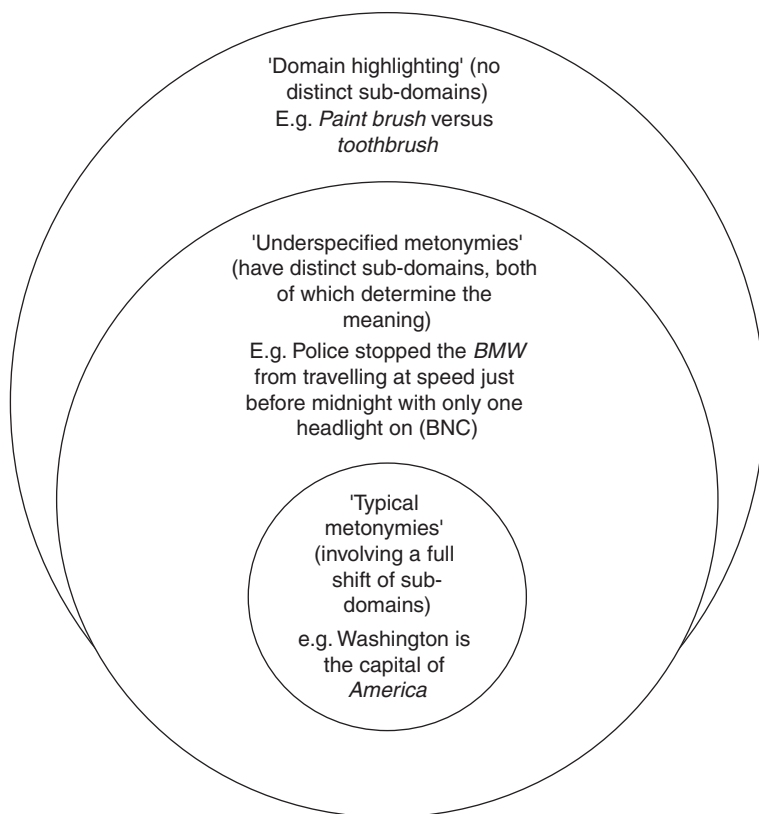 'Domain highlighting' (no
distinct sub-domains)
E.g. Paint brush versus
toothbrush
'Underspecified metonymies'
(have distinct sub-domains, both
of which determine the
meaning)
E.g. Police stopped the BMW
from travelling at speed just
before midnight with only one
headlight on (BNC)
'Typical
metonymies'
(involving a full
shift of sub-
domains)
e.g. Washington is
the capital of
America